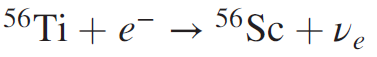 ⁵⁶Ti + e⁻ → ⁵⁶Sc + νₑ